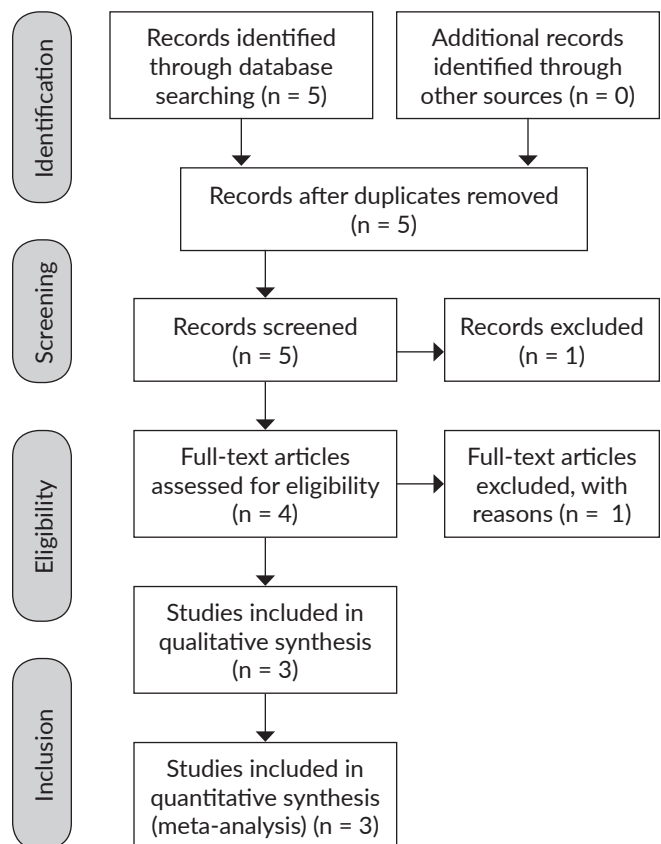 Identification
Records identified
through database
searching (n = 5)
Additional records
identified through
other sources (n = 0)
Records after duplicates removed
(n = 5)
Screening
Records screened
(n = 5)
Records excluded
(n = 1)
Eligibility
Full-text articles
assessed for eligibility
(n = 4)
Full-text articles
excluded, with
reasons (n = 1)
Studies included in
qualitative synthesis
(n = 3)
Inclusion
Studies included in
quantitative synthesis
(meta-analysis) (n = 3)